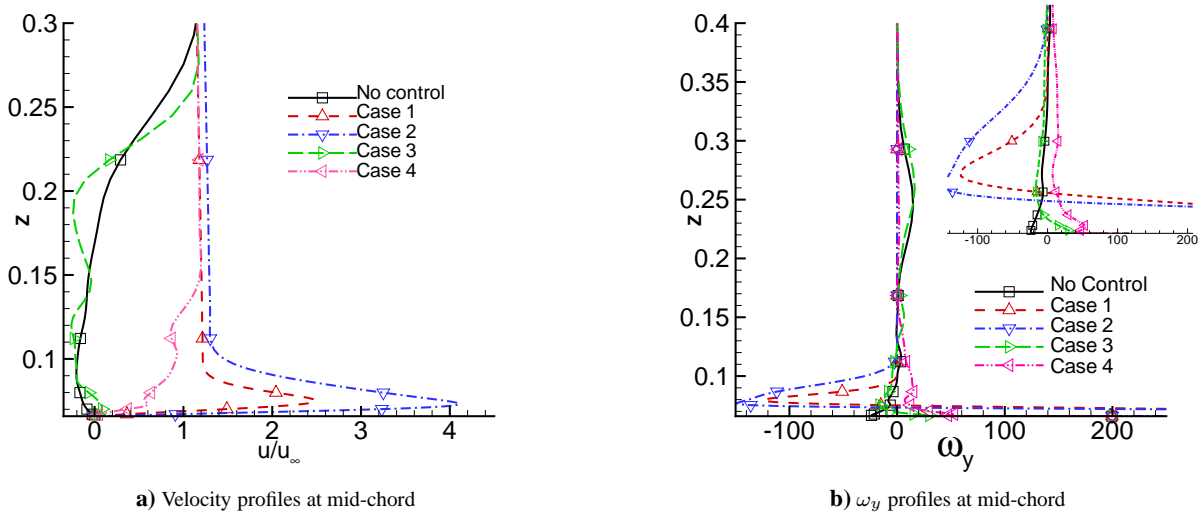 0.3
0.25
0.2
0.15
0.1
z
0
1
2
3
4
u/u∞
No control
Case 1
Case 2
Case 3
Case 4
a) Velocity profiles at mid-chord
0.4
0.35
0.3
0.25
0.2
0.15
0.1
z
-100
0
100
200
ωy
-100
0
100
200
No Control
Case 1
Case 2
Case 3
Case 4
b) ωy profiles at mid-chord